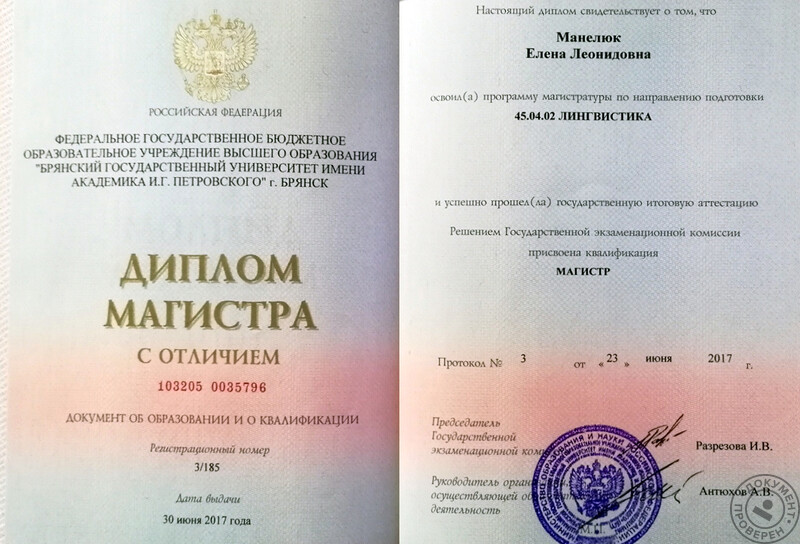 РОССИЙСКАЯ ФЕДЕРАЦИЯ
ФЕДЕРАЛЬНОЕ ГОСУДАРСТВЕННОЕ БЮДЖЕТНОЕ
ОБРАЗОВАТЕЛЬНОЕ УЧРЕЖДЕНИЕ ВЫСШЕГО ОБРАЗОВАНИЯ
"БРЯНСКИЙ ГОСУДАРСТВЕННЫЙ УНИВЕРСИТЕТ ИМЕНИ
АКАДЕМИКА И.Г. ПЕТРОВСКОГО" г. БРЯНСК
ДИПЛОМ
МАГИСТРА
С ОТЛИЧИЕМ
103205 0035796
ДОКУМЕНТ ОБ ОБРАЗОВАНИИ И О КВАЛИФИКАЦИИ
Регистрационный номер
3/185
Дата выдачи
30 июня 2017 года
Настоящий диплом свидетельствует о том, что
Манелюк
Елена Леонидовна
освоил(а) программу магистратуры по направлению подготовки
45.04.02 ЛИНГВИСТИКА
и успешно прошел(ла) государственную итоговую аттестацию
Решением Государственной экзаменационной комиссии
присвоена квалификация
МАГИСТР
Протокол № 3 от « 23 » июня 2017 г.
Председатель
Государственной
экзаменационной
Разрезова И.В.
Руководитель
осуществляющей
деятельность
Антюхов А.В.
М.П.
ДОКУМЕНТ
ПРОВЕРЕН